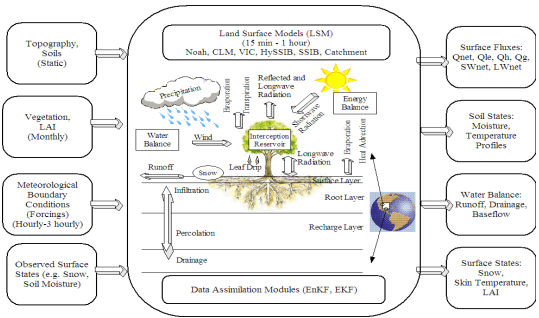 Topography,
Soils
(Static)
Vegetation,
LAI
(Monthly)
Meteorological
Boundary
Conditions
(Forcings)
(Hourly-3 hourly)
Observed Surface
States (e.g. Snow,
Soil Moisture)
Land Surface Models (LSM)
(15 min - 1 hour)
Noah, CLM, VIC, HySSIB, SSIB, Catchment
Precipitation
Evaporation
Transpiration
Reflected and
Longwave
Radiation
Shortwave
Radiation
Energy
Balance
Water
Balance
Wind
Interception
Reservoir
Evaporation
Heat Advection
Runoff
Snow
Leaf Drip
Longwave
Radiation
Surface Layer
Infiltration
Root Layer
Percolation
Recharge Layer
Drainage
Data Assimilation Modules (EnKF, EKF)
Surface Fluxes:
Qnet, Qle, Qh, Qg,
SWnet, LWnet
Soil States:
Moisture,
Temperature
Profiles
Water Balance:
Runoff, Drainage,
Baseflow
Surface States:
Snow,
Skin Temperature,
LAI